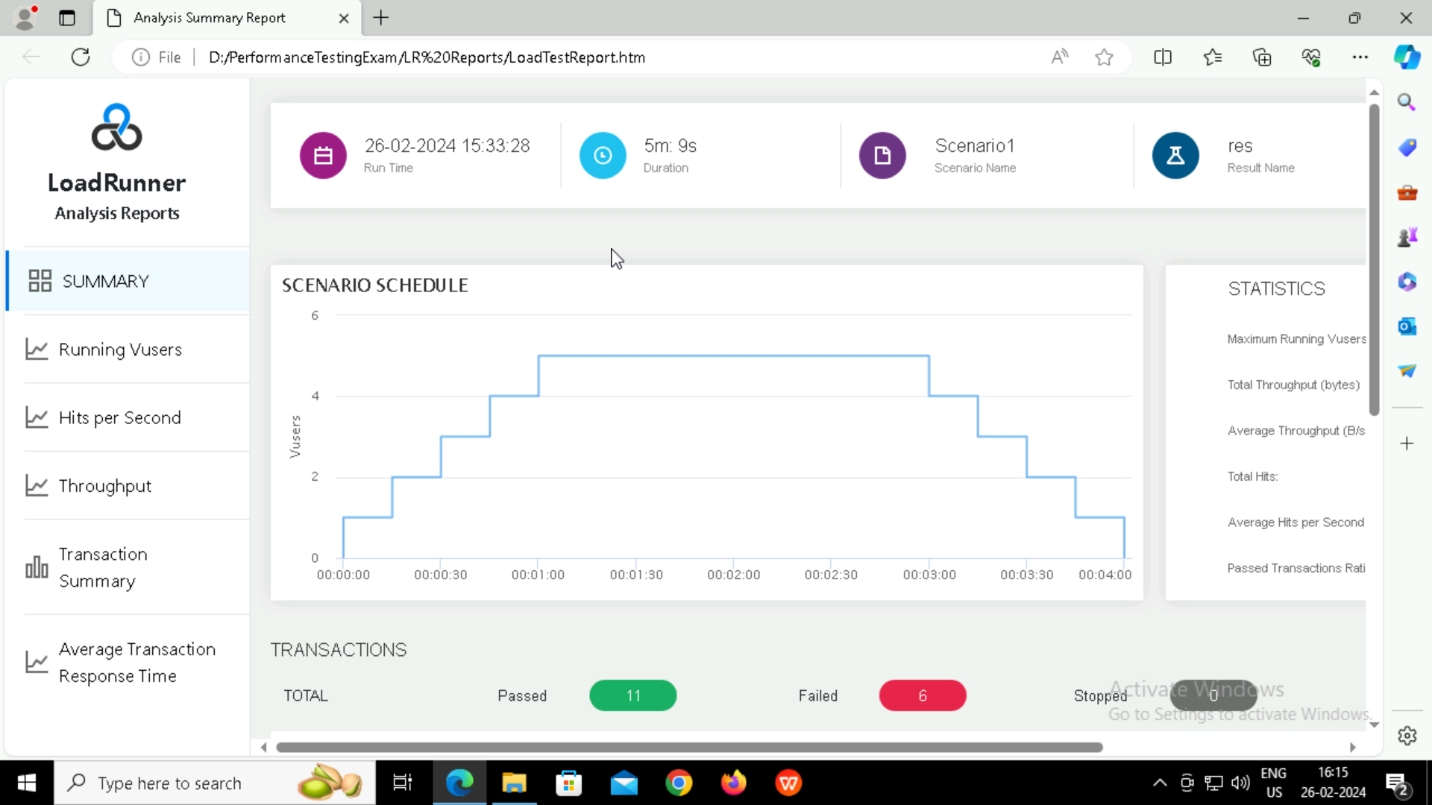 Analysis Summary Report
File
D:/PerformanceTestingExam/LR%20Reports/LoadTestReport.htm
LoadRunner
Analysis Reports
SUMMARY
Running Vusers
Hits per Second
Throughput
Transaction
Summary
Average Transaction
Response Time
26-02-2024 15:33:28
Run Time
5m: 9s
Duration
Scenario1
Scenario Name
res
Result Name
SCENARIO SCHEDULE
6
4
2
0
Vusers
00:00:00 00:00:30 00:01:00 00:01:30 00:02:00 00:02:30 00:03:00 00:03:30 00:04:00
STATISTICS
Maximum Running Vusers
Total Throughput (bytes)
Average Throughput (B/s
Total Hits:
Average Hits per Second
Passed Transactions Rati
TRANSACTIONS
TOTAL Passed 11 Failed 6 Stopped 0
Activate Windows
Go to Settings to activate Windows.
Type here to search
W
ENG
US
16:15
26-02-2024
2